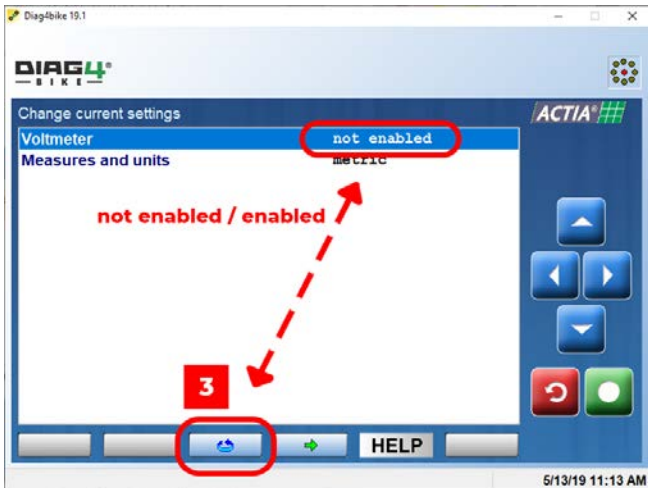 Diag4bike 19.1
DIAG4
BIKE
Change current settings
ACTIA®
Voltmeter not enabled
Measures and units metric
not enabled / enabled
3
HELP
5/13/19 11:13 AM